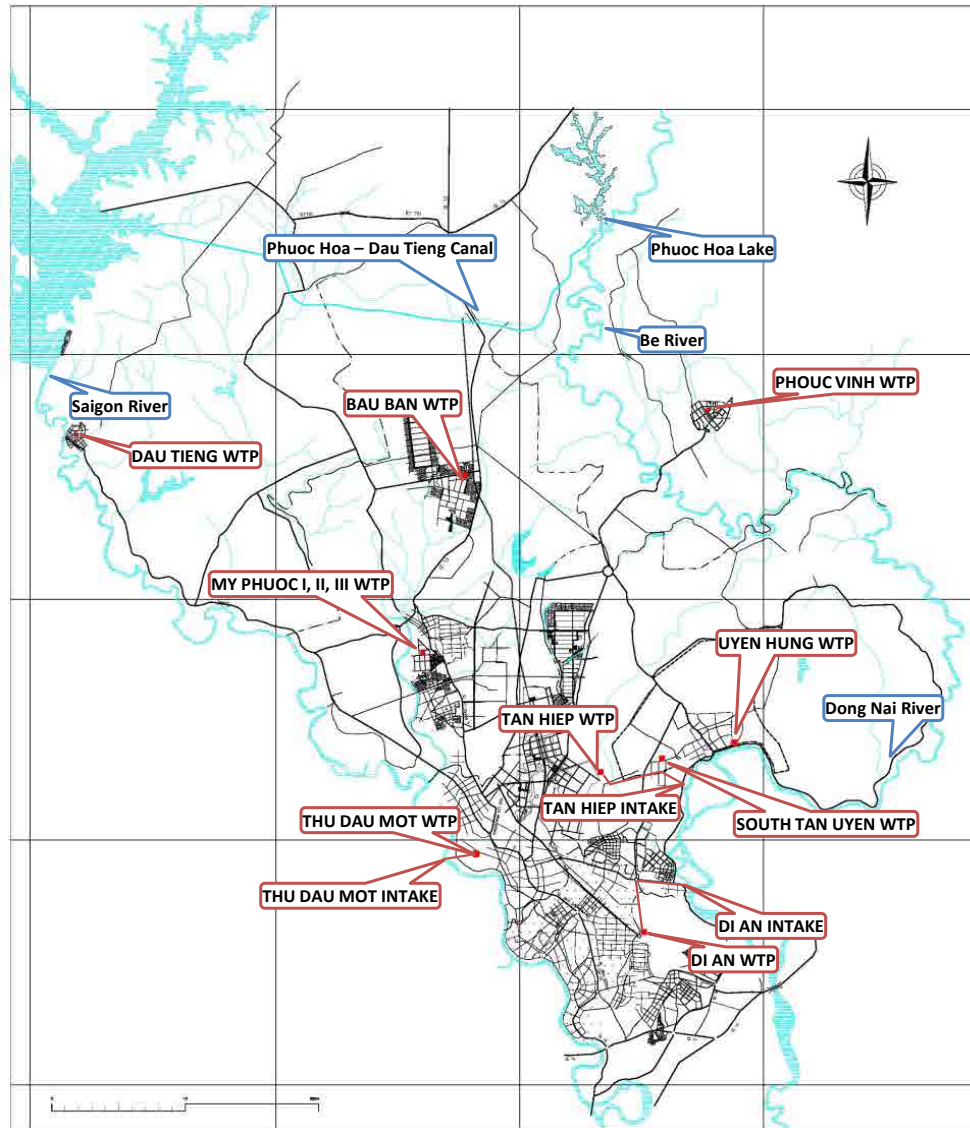 Phuoc Hoa – Dau Tieng Canal
Phuoc Hoa Lake
Be River
PHOUC VINH WTP
Saigon River
BAU BAN WTP
DAU TIENG WTP
MY PHUOC I, II, III WTP
UYEN HUNG WTP
Dong Nai River
TAN HIEP WTP
TAN HIEP INTAKE
SOUTH TAN UYEN WTP
THU DAU MOT WTP
THU DAU MOT INTAKE
DI AN INTAKE
DI AN WTP